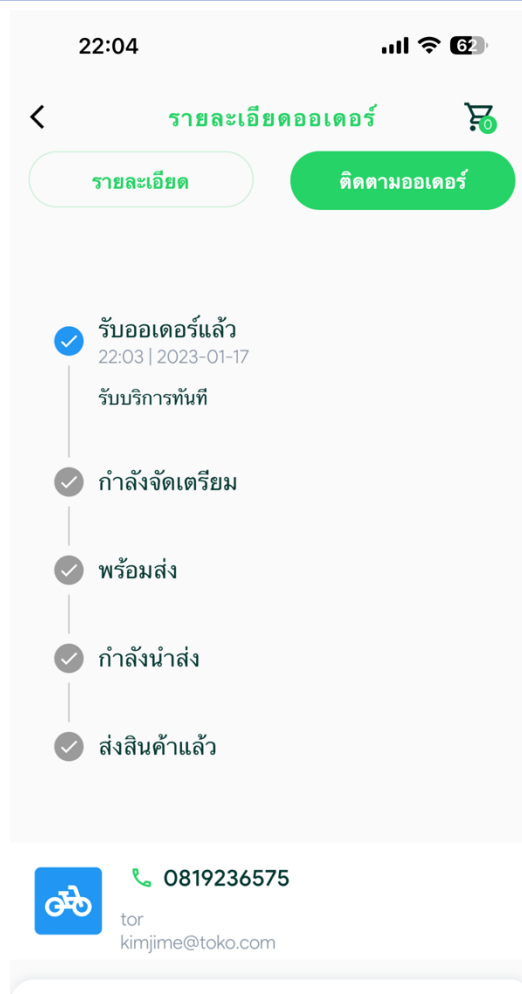 22:04
62
รายละเอียดออเดอร์
0
รายละเอียด
ติดตามออเดอร์
รับออเดอร์แล้ว
22:03 | 2023-01-17
รับบริการทันที
กำลังจัดเตรียม
พร้อมส่ง
กำลังนำส่ง
ส่งสินค้าแล้ว
0819236575
tor
kimjime@toko.com